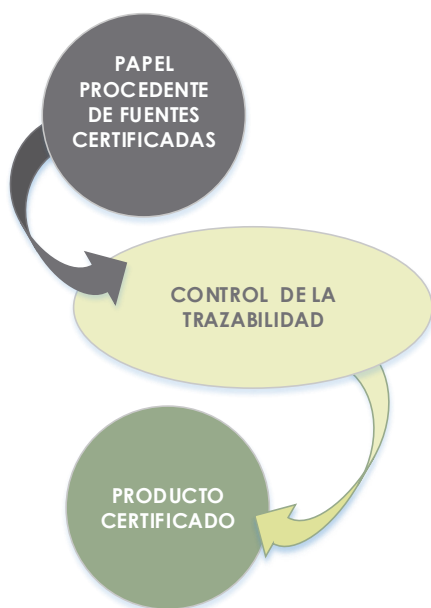 PAPEL
PROCEDENTE
DE FUENTES
CERTIFICADAS
CONTROL DE LA
TRAZABILIDAD
PRODUCTO
CERTIFICADO